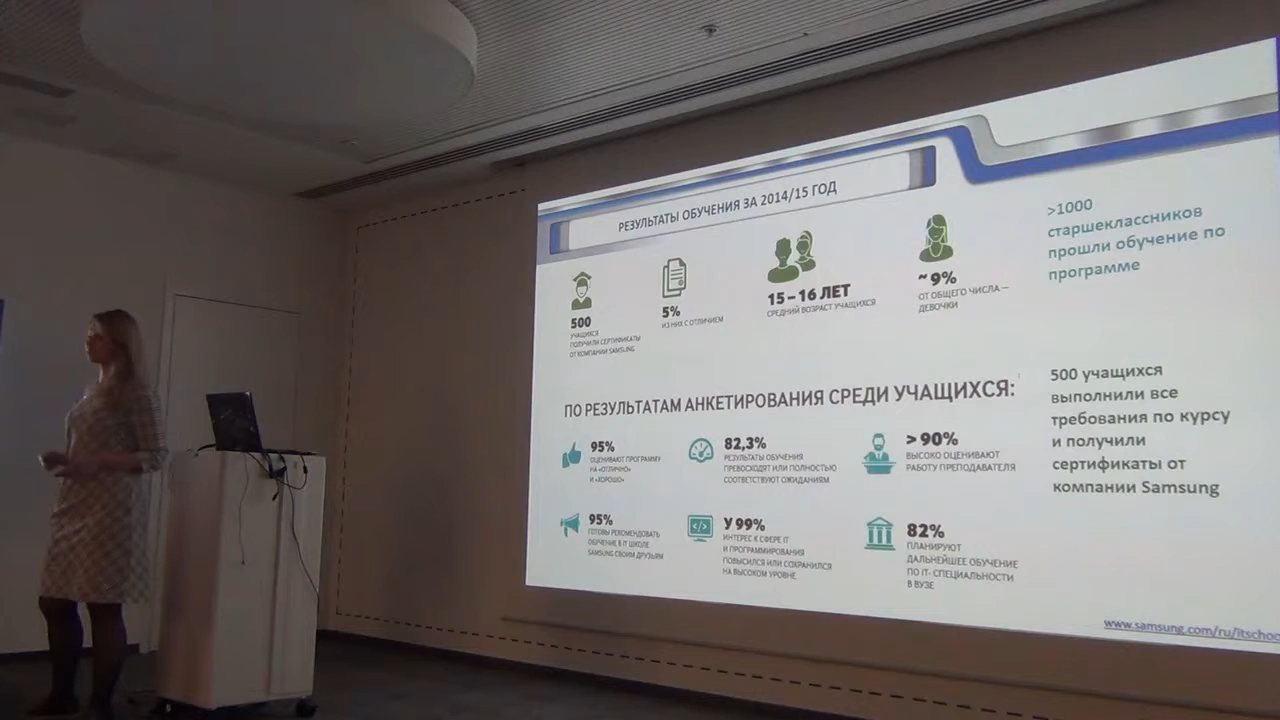 РЕЗУЛЬТАТЫ ОБУЧЕНИЯ ЗА 2014/15 ГОД
500
УЧАЩИХСЯ
ПОЛУЧИЛИ СЕРТИФИКАТЫ
ОТ КОМПАНИИ SAMSUNG
5%
ИЗ НИХ С ОТЛИЧИЕМ
15 – 16 ЛЕТ
СРЕДНИЙ ВОЗРАСТ УЧАЩИХСЯ
~ 9%
ОТ ОБЩЕГО ЧИСЛА –
ДЕВОЧКИ
>1000
старшеклассников
прошли обучение по
программе
ПО РЕЗУЛЬТАТАМ АНКЕТИРОВАНИЯ СРЕДИ УЧАЩИХСЯ:
95%
ОЦЕНИВАЮТ ПРОГРАММУ
НА «ОТЛИЧНО»
И «ХОРОШО»
82,3%
РЕЗУЛЬТАТЫ ОБУЧЕНИЯ
ПРЕВОСХОДЯТ ИЛИ ПОЛНОСТЬЮ
СООТВЕТСТВУЮТ ОЖИДАНИЯМ
> 90%
ВЫСОКО ОЦЕНИВАЮТ
РАБОТУ ПРЕПОДАВАТЕЛЯ
95%
ГОТОВЫ РЕКОМЕНДОВАТЬ
ОБУЧЕНИЕ В IT ШКОЛЕ
SAMSUNG СВОИМ ДРУЗЬЯМ
У 99%
ИНТЕРЕС К СФЕРЕ IT
И ПРОГРАММИРОВАНИЯ
ПОВЫСИЛСЯ ИЛИ СОХРАНИЛСЯ
НА ВЫСОКОМ УРОВНЕ
82%
ПЛАНИРУЮТ
ДАЛЬНЕЙШЕЕ ОБУЧЕНИЕ
ПО IT- СПЕЦИАЛЬНОСТИ
В ВУЗЕ
500 учащихся
выполнили все
требования по курсу
и получили
сертификаты от
компании Samsung
www.samsung.com/ru/itschoo